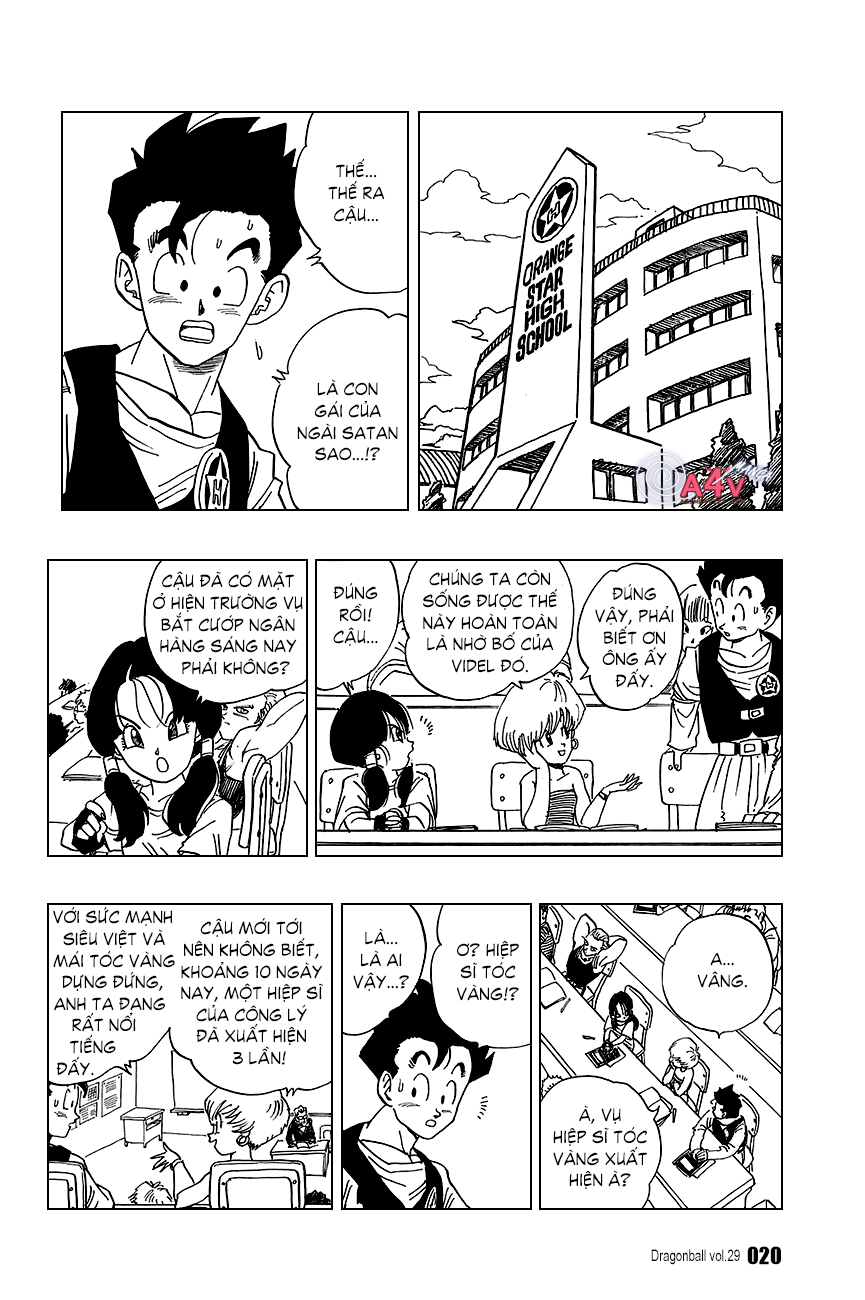 ORANGE
STAR
HIGH
SCHOOL
A4V
MANGA
THẾ...
THẾ RA
CẬU...
LÀ CON
GÁI CỦA
NGÀI SATAN
SAO...!?
ĐÚNG
VẬY, PHẢI
BIẾT ƠN
ÔNG ẤY
ĐẤY.
CHÚNG TA CÒN
SỐNG ĐƯỢC THẾ
NÀY HOÀN TOÀN
LÀ NHỜ BỐ CỦA
VIDEL ĐÓ.
ĐÚNG
RỒI!
CẬU...
CẬU ĐÃ CÓ MẶT
Ở HIỆN TRƯỜNG VỤ
BẮT CƯỚP NGÂN
HÀNG SÁNG NAY
PHẢI KHÔNG?
A...
VÂNG.
À, VỤ
HIỆP SĨ TÓC
VÀNG XUẤT
HIỆN À?
Ơ? HIỆP
SĨ TÓC
VÀNG!?
LÀ...
LÀ AI
VẬY...?
CẬU MỚI TỚI
NÊN KHÔNG BIẾT,
KHOẢNG 10 NGÀY
NAY, MỘT HIỆP SĨ
CỦA CÔNG LÝ
ĐÃ XUẤT HIỆN
3 LẦN!
VỚI SỨC MẠNH
SIÊU VIỆT VÀ
MÁI TÓC VÀNG
DỰNG ĐỨNG,
ANH TA ĐANG
RẤT NỔI
TIẾNG
ĐẤY.
Dragonball vol.29 020